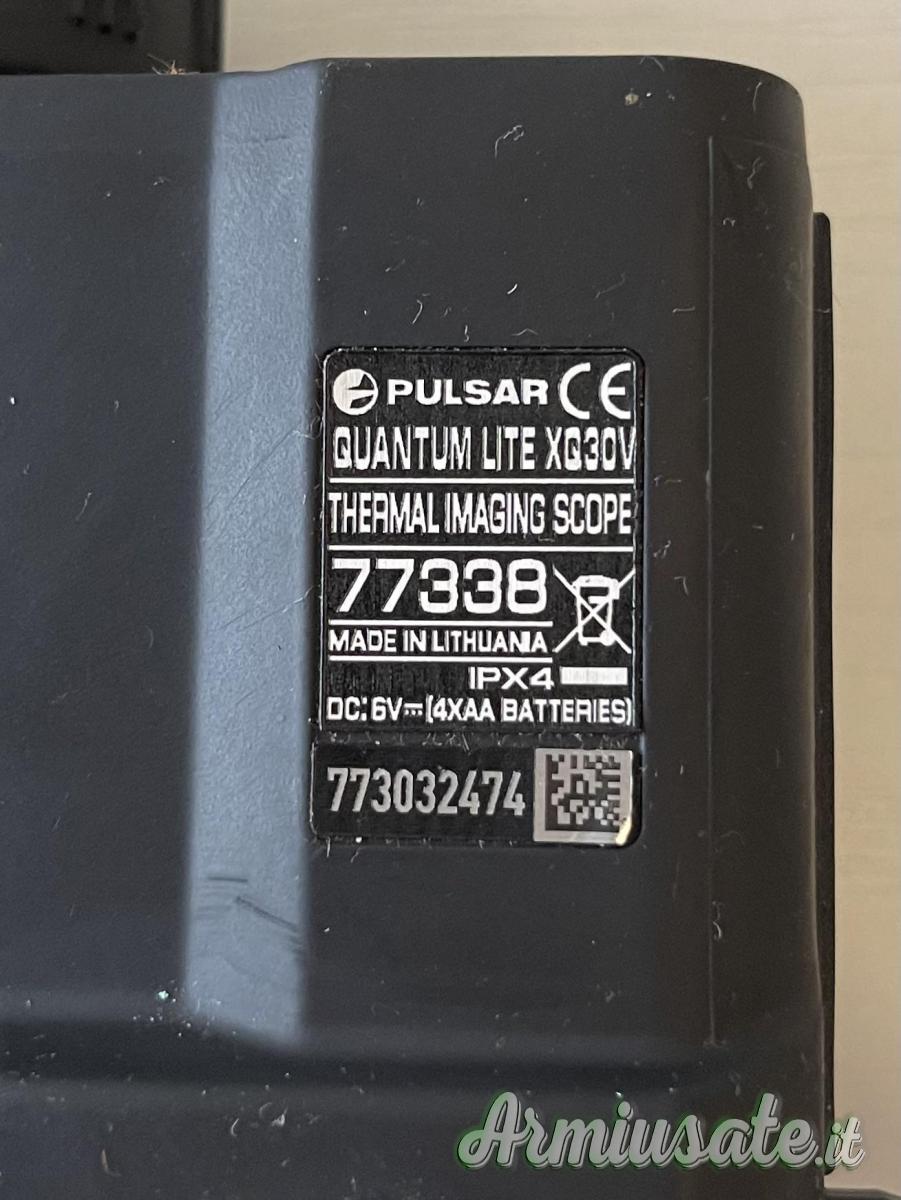 PULSAR CE
QUANTUM LITE XQ30V
THERMAL IMAGING SCOPE
77338
MADE IN LITHUANIA
IPX4
DC: 6V⎓(4XAA BATTERIES)
773032474
Armiusate.it